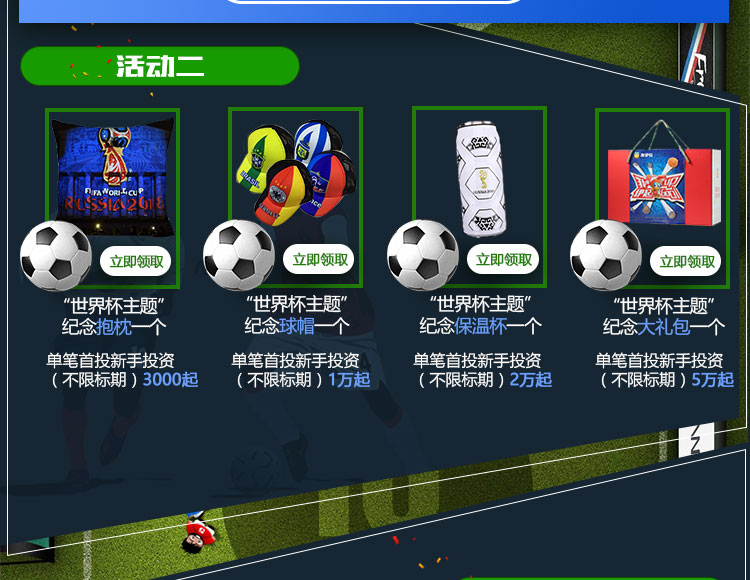 活动二
FIFA WORLD CUP
RUSSIA 2018
BRASIL
立即领取
立即领取
立即领取
立即领取
“世界杯主题”
纪念抱枕一个
“世界杯主题”
纪念球帽一个
“世界杯主题”
纪念保温杯一个
“世界杯主题”
纪念大礼包一个
单笔首投新手投资
（不限标期）3000起
单笔首投新手投资
（不限标期）1万起
单笔首投新手投资
（不限标期）2万起
单笔首投新手投资
（不限标期）5万起